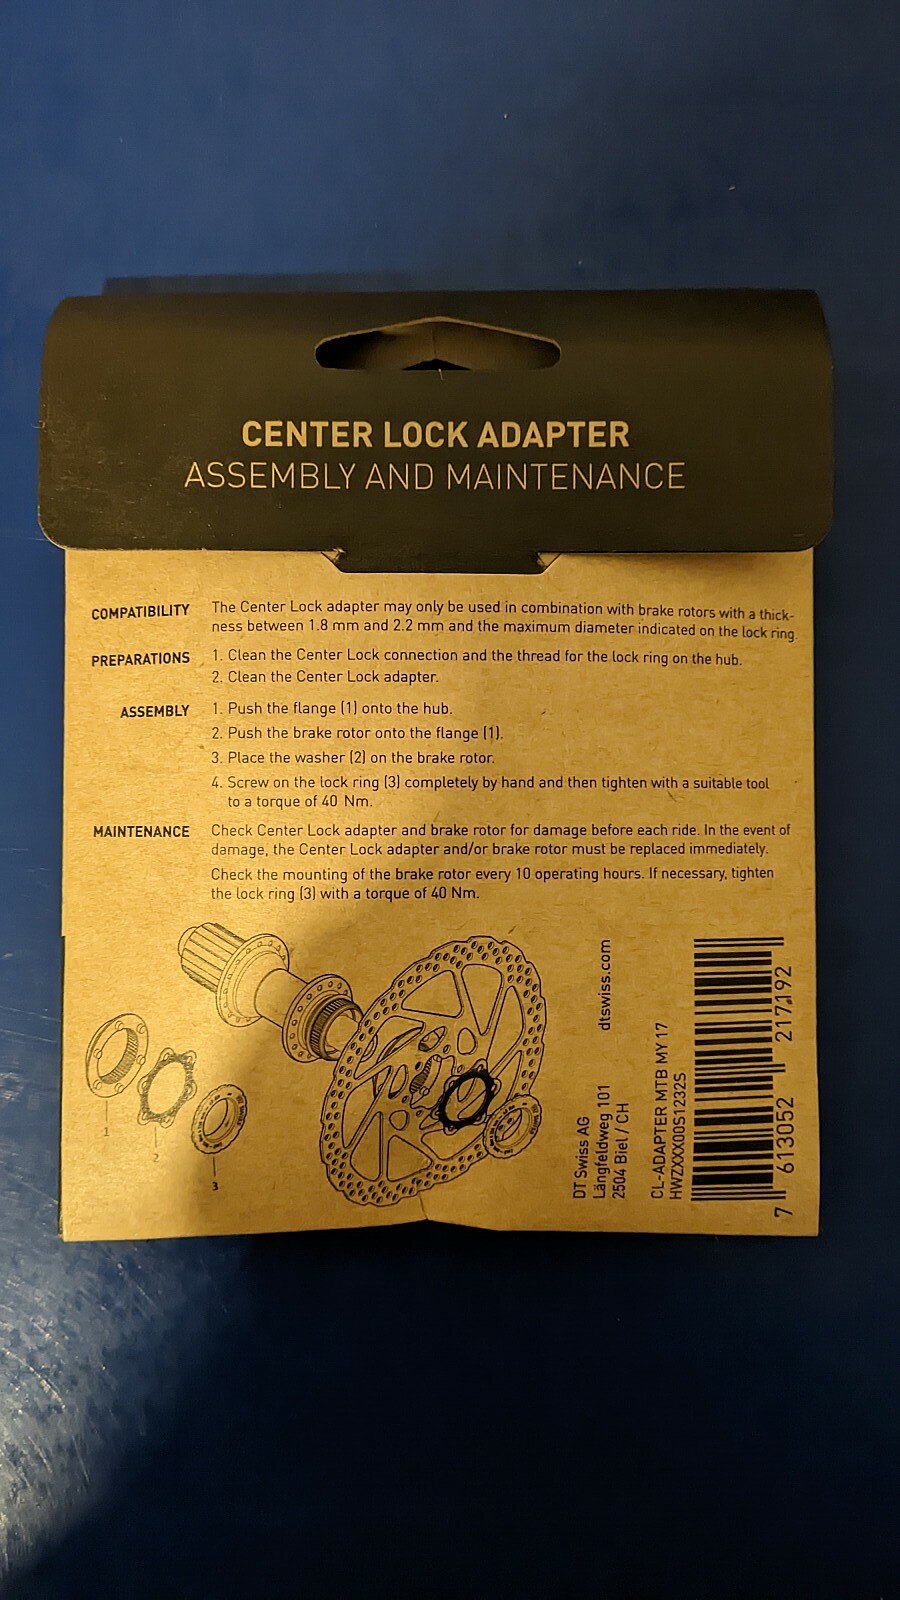 CENTER LOCK ADAPTER
ASSEMBLY AND MAINTENANCE
COMPATIBILITY
The Center Lock adapter may only be used in combination with brake rotors with a thick-
ness between 1.8 mm and 2.2 mm and the maximum diameter indicated on the lock ring.
PREPARATIONS
1. Clean the Center Lock connection and the thread for the lock ring on the hub.
2. Clean the Center Lock adapter.
ASSEMBLY
1. Push the flange (1) onto the hub.
2. Push the brake rotor onto the flange (1).
3. Place the washer (2) on the brake rotor.
4. Screw on the lock ring (3) completely by hand and then tighten with a suitable tool
to a torque of 40 Nm.
MAINTENANCE
Check Center Lock adapter and brake rotor for damage before each ride. In the event of
damage, the Center Lock adapter and/or brake rotor must be replaced immediately.
Check the mounting of the brake rotor every 10 operating hours. If necessary, tighten
the lock ring (3) with a torque of 40 Nm.
1
2
3
DT Swiss AG
Längfeldweg 101
2504 Biel / CH
dtswiss.com
CL-ADAPTER MTB MY 17
HWZXXX00S1232S
7 613052 217192